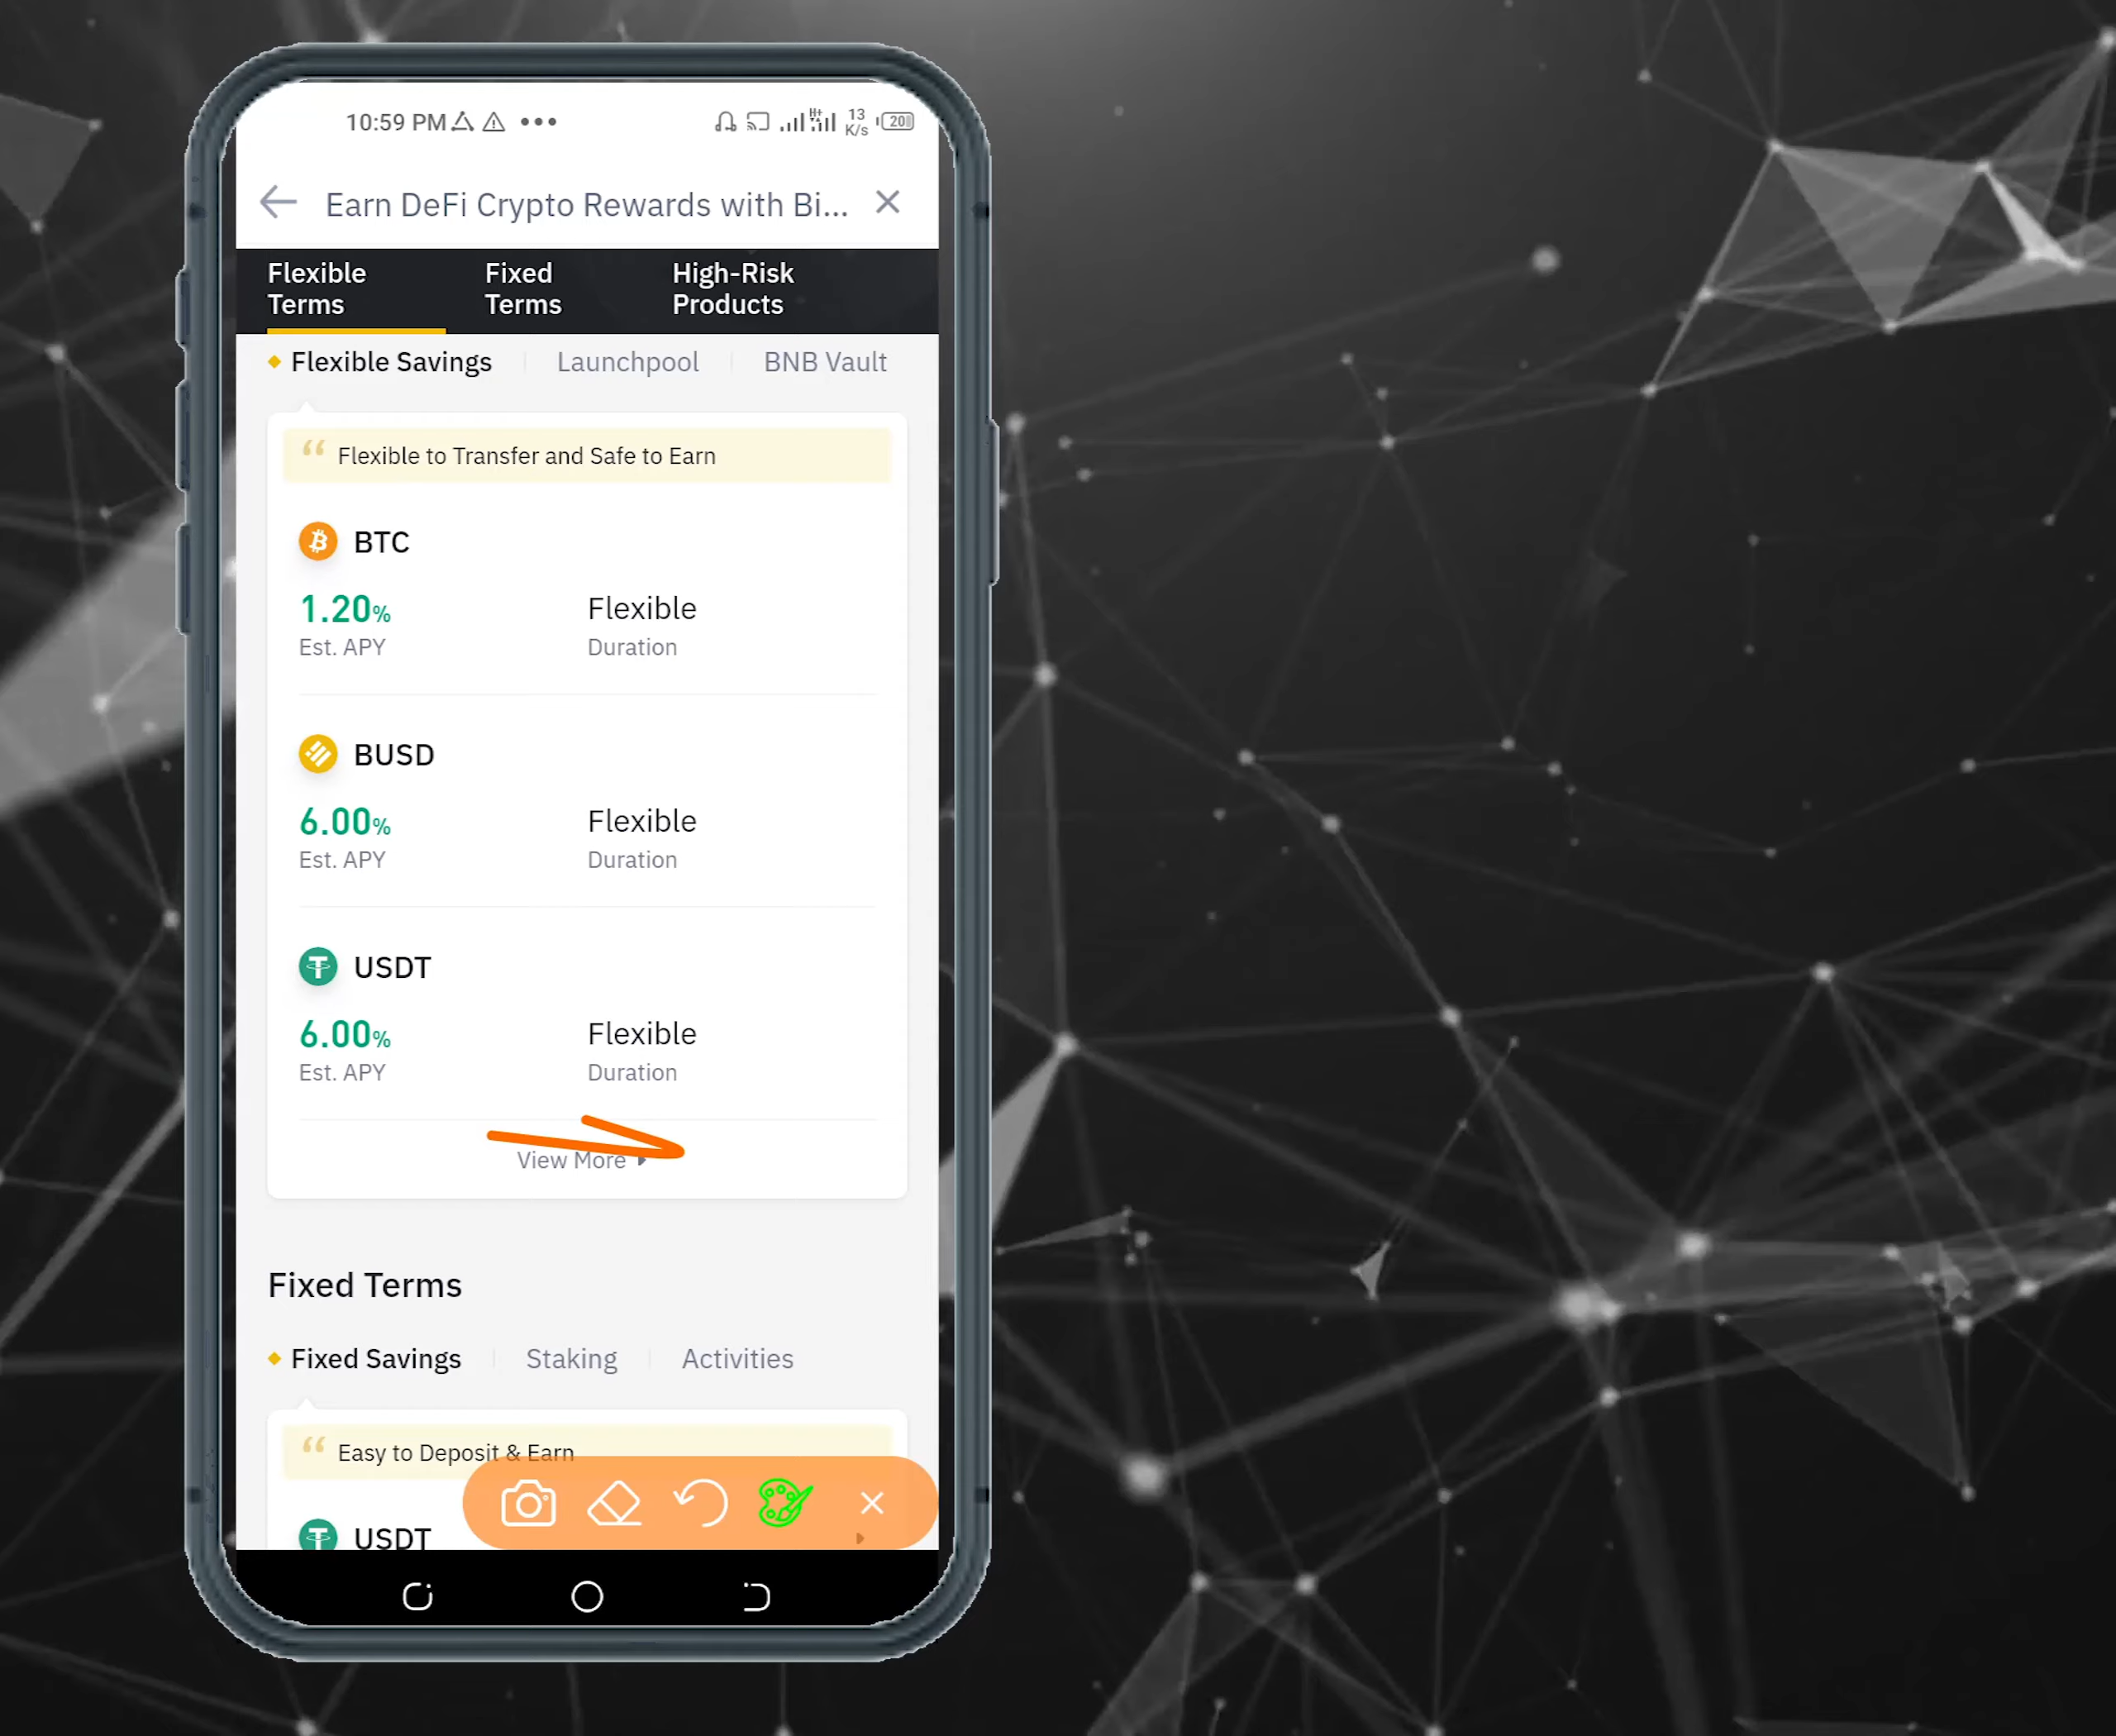 10:59 PM
13
K/s
20
Earn DeFi Crypto Rewards with Bi...
Flexible
Terms
Fixed
Terms
High-Risk
Products
Flexible Savings
Launchpool
BNB Vault
“ Flexible to Transfer and Safe to Earn
BTC
1.20%
Flexible
Est. APY
Duration
BUSD
6.00%
Flexible
Est. APY
Duration
USDT
6.00%
Flexible
Est. APY
Duration
View More
Fixed Terms
Fixed Savings
Staking
Activities
“ Easy to Deposit & Earn
USDT